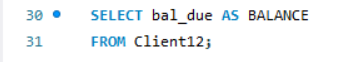 30 SELECT bal_due AS BALANCE
31 FROM Client12;